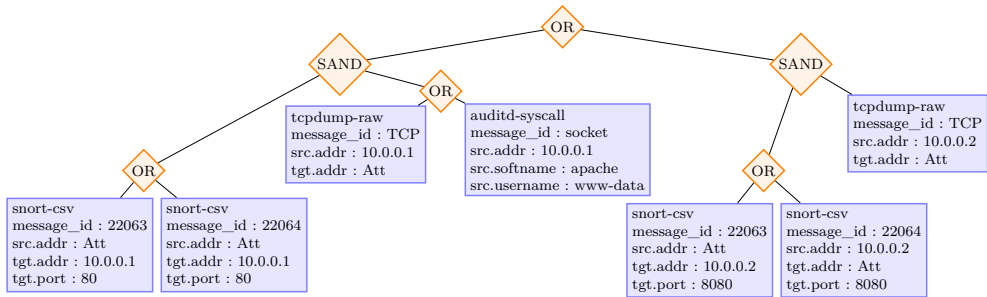 OR
SAND
SAND
OR
tcpdump-raw
message_id : TCP
src.addr : 10.0.0.1
tgt.addr : Att
auditd-syscall
message_id : socket
src.addr : 10.0.0.1
src.softname : apache
src.username : www-data
tcpdump-raw
message_id : TCP
src.addr : 10.0.0.2
tgt.addr : Att
OR
OR
snort-csv
message_id : 22063
src.addr : Att
tgt.addr : 10.0.0.1
tgt.port : 80
snort-csv
message_id : 22064
src.addr : Att
tgt.addr : 10.0.0.1
tgt.port : 80
snort-csv
message_id : 22063
src.addr : Att
tgt.addr : 10.0.0.2
tgt.port : 8080
snort-csv
message_id : 22064
src.addr : 10.0.0.2
tgt.addr : Att
tgt.port : 8080